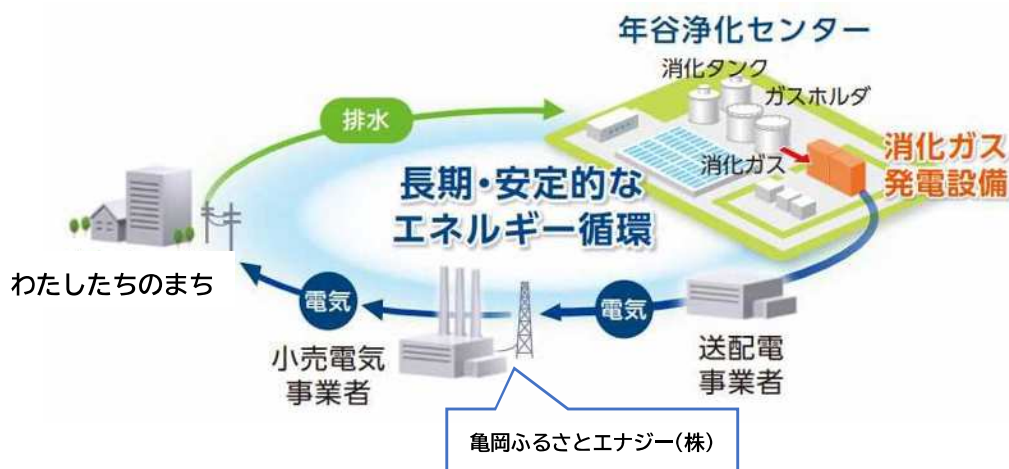 年谷浄化センター
消化タンク
ガスホルダ
排水
消化ガス
消化ガス
発電設備
長期・安定的な
エネルギー循環
わたしたちのまち
電気
電気
小売電気
事業者
送配電
事業者
亀岡ふるさとエナジー(株)